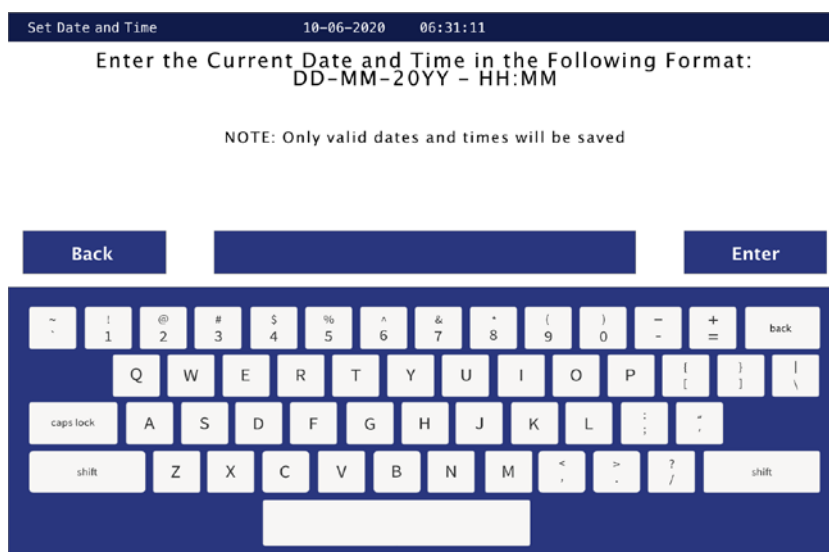 Set Date and Time 10-06-2020 06:31:11
Enter the Current Date and Time in the Following Format:
DD-MM-20YY - HH:MM
NOTE: Only valid dates and times will be saved
Back Enter
~ ! @ # $ % ^ & * ( ) — +
` 1 2 3 4 5 6 7 8 9 0 - = back
Q W E R T Y U I O P { } |
[ ] \
caps lock A S D F G H J K L : "
; '
shift Z X C V B N M < > ? shift
, . /